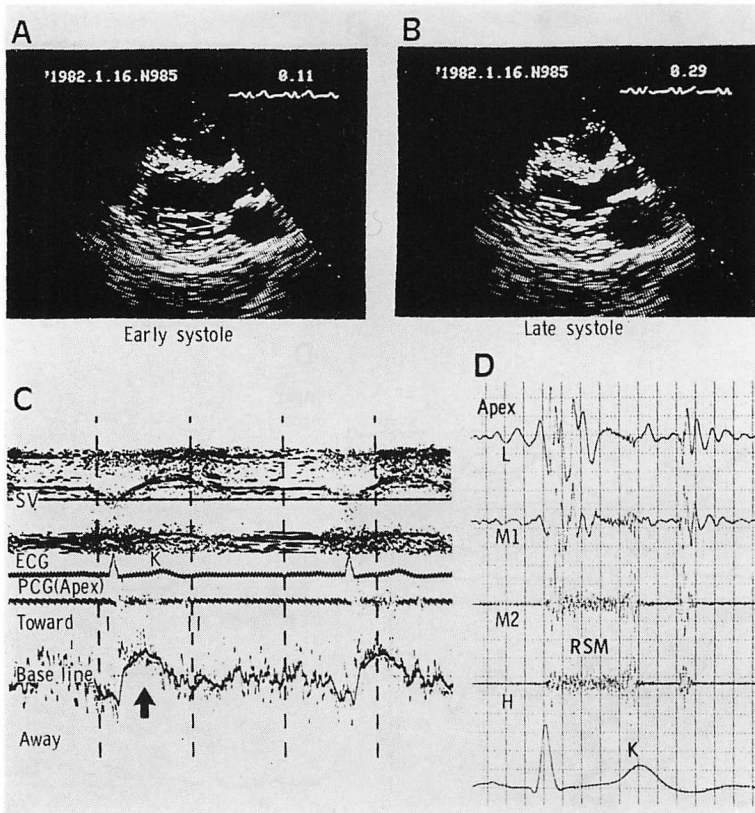 A
'1982.1.16.N985
0.11
Early systole
B
'1982.1.16.N985
0.29
Late systole
C
SV
ECG
K
PCG(Apex)
Toward
I
II
Base line
Away
D
Apex
L
M1
M2
RSM
H
K